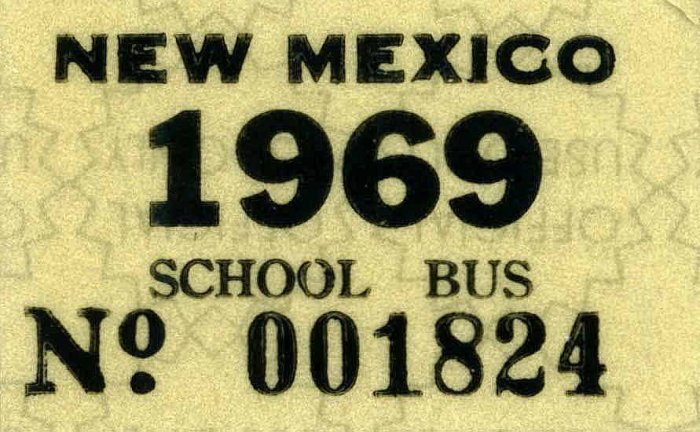 NEW MEXICO
1969
SCHOOL BUS
No. 001824